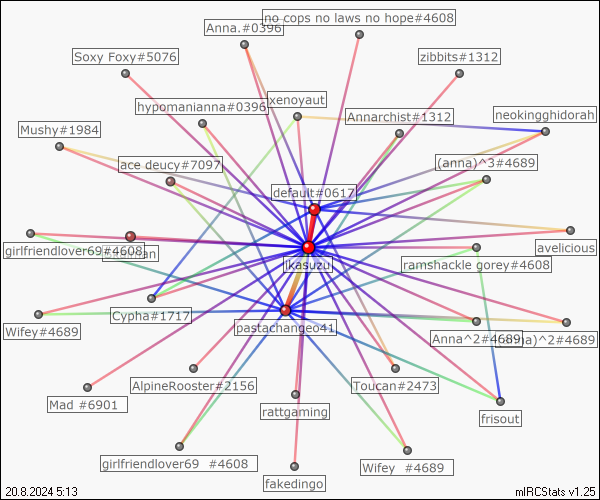 no cops no laws no hope#4608
Anna.#0396
Soxy Foxy#5076
zibbits#1312
xenoyaut
hypomanianna#0396
Annarchist#1312
neokingghidorah
Mushy#1984
ace deucy#7097
(anna)^3#4689
default#0617
girlfriendlover69#4608
avelicious
ikasuzu
ramshackle gorey#4608
Cypha#1717
pastachangeo41
Wifey#4689
Anna^2#4689
)^2#4689
AlpineRooster#2156
Toucan#2473
Mad #6901
rattgaming
frisout
girlfriendlover69 #4608
Wifey #4689
fakedingo
20.8.2024 5:13
mIRCStats v1.25